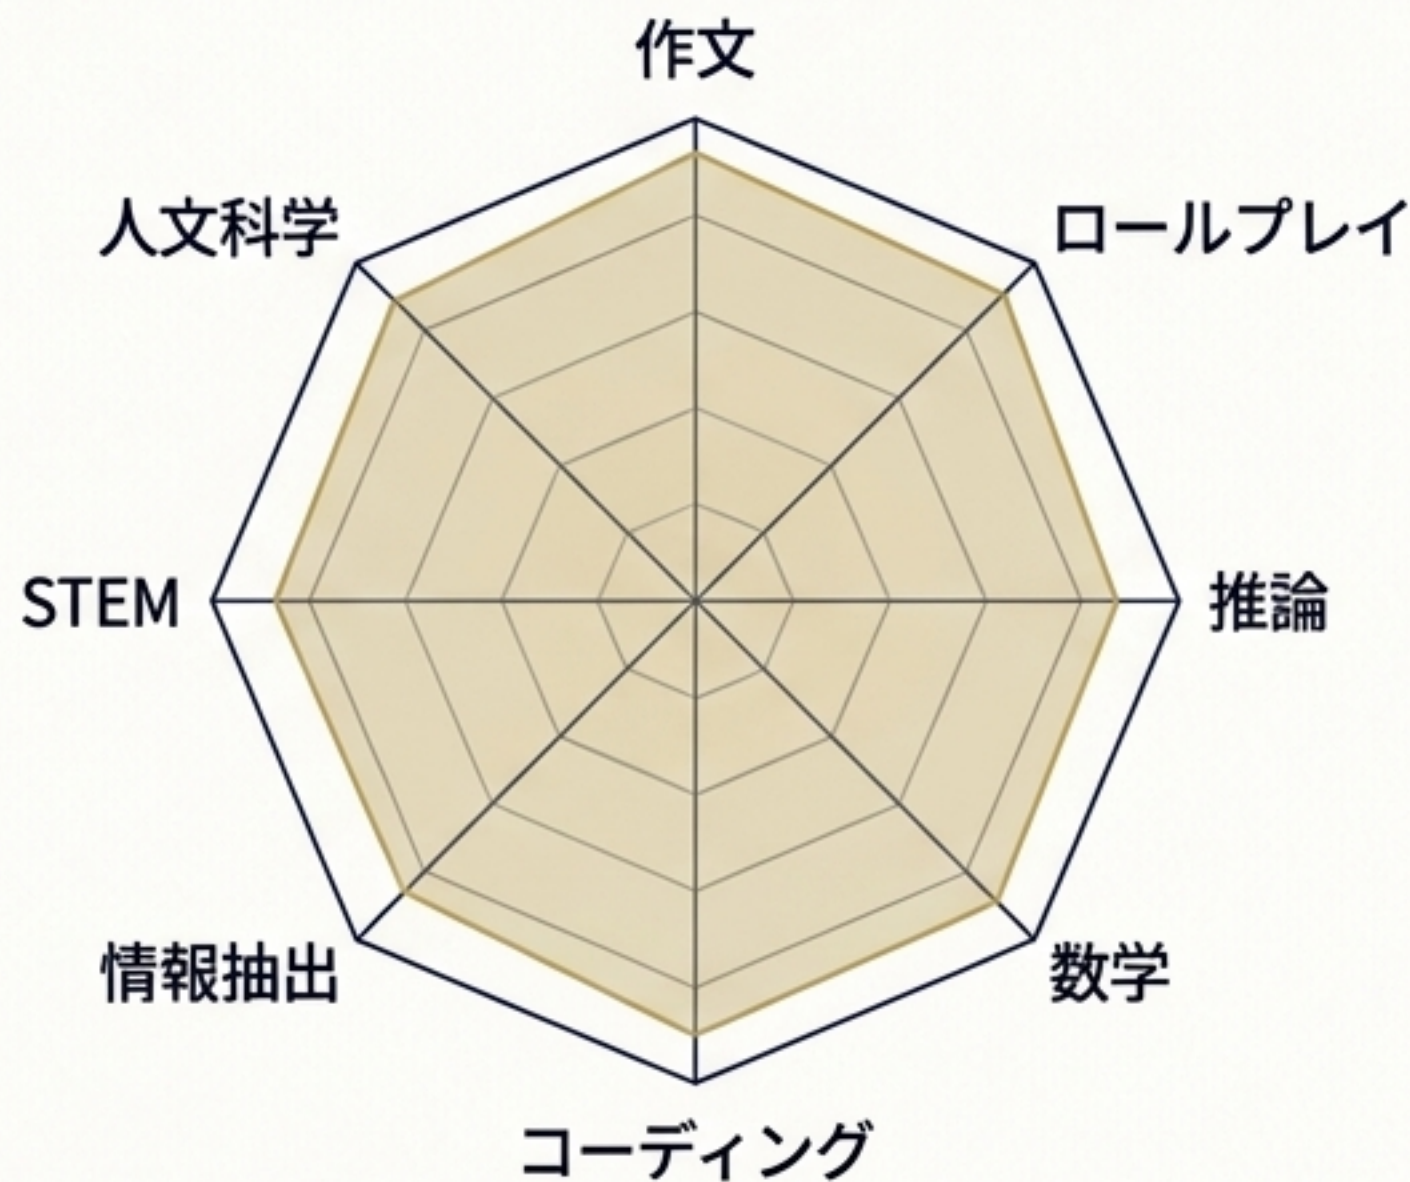 作文
人文科学
ロールプレイ
STEM
推論
情報抽出
数学
コーディング